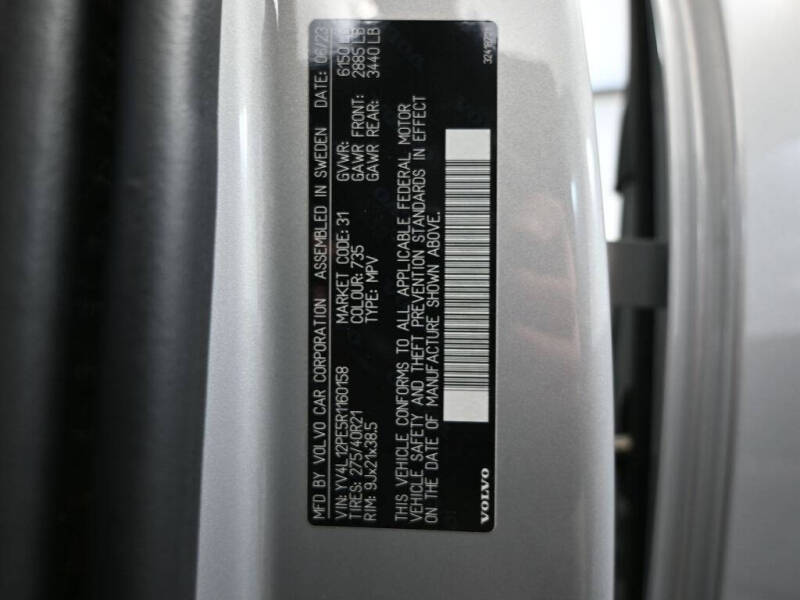 MFD BY VOLVO CAR CORPORATION ASSEMBLED IN SWEDEN DATE: 06/23
VIN: YV4L12PE5R1160158 MARKET CODE: 31 GVWR: 6150 LB
TIRES: 275/40R21 COLOUR: 735 GAWR FRONT: 2885 LB
RIM: 9Jx21x38.5 TYPE: MPV GAWR REAR: 3440 LB
THIS VEHICLE CONFORMS TO ALL APPLICABLE FEDERAL MOTOR
VEHICLE SAFETY AND THEFT PREVENTION STANDARDS IN EFFECT
ON THE DATE OF MANUFACTURE SHOWN ABOVE.
VOLVO